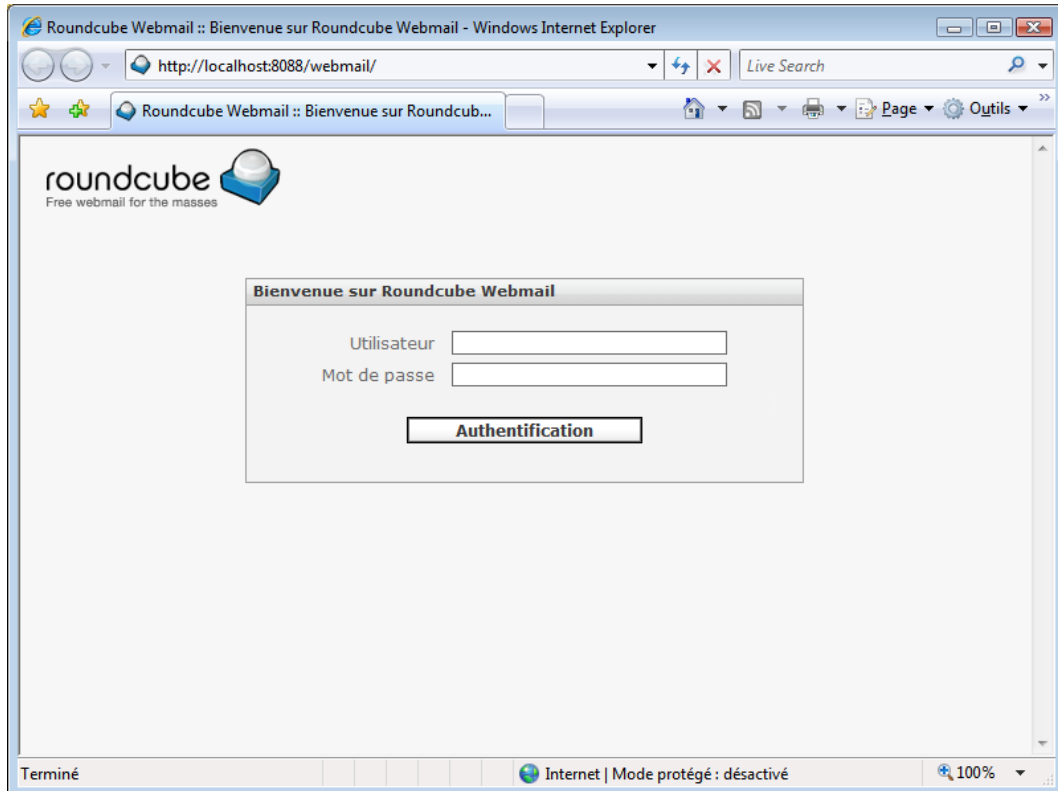 Roundcube Webmail :: Bienvenue sur Roundcube Webmail - Windows Internet Explorer
http://localhost:8088/webmail/
Live Search
Roundcube Webmail :: Bienvenue sur Roundcub...
Page
Outils
roundcube
Free webmail for the masses
Bienvenue sur Roundcube Webmail
Utilisateur
Mot de passe
Authentification
Terminé
Internet | Mode protégé : désactivé
100%